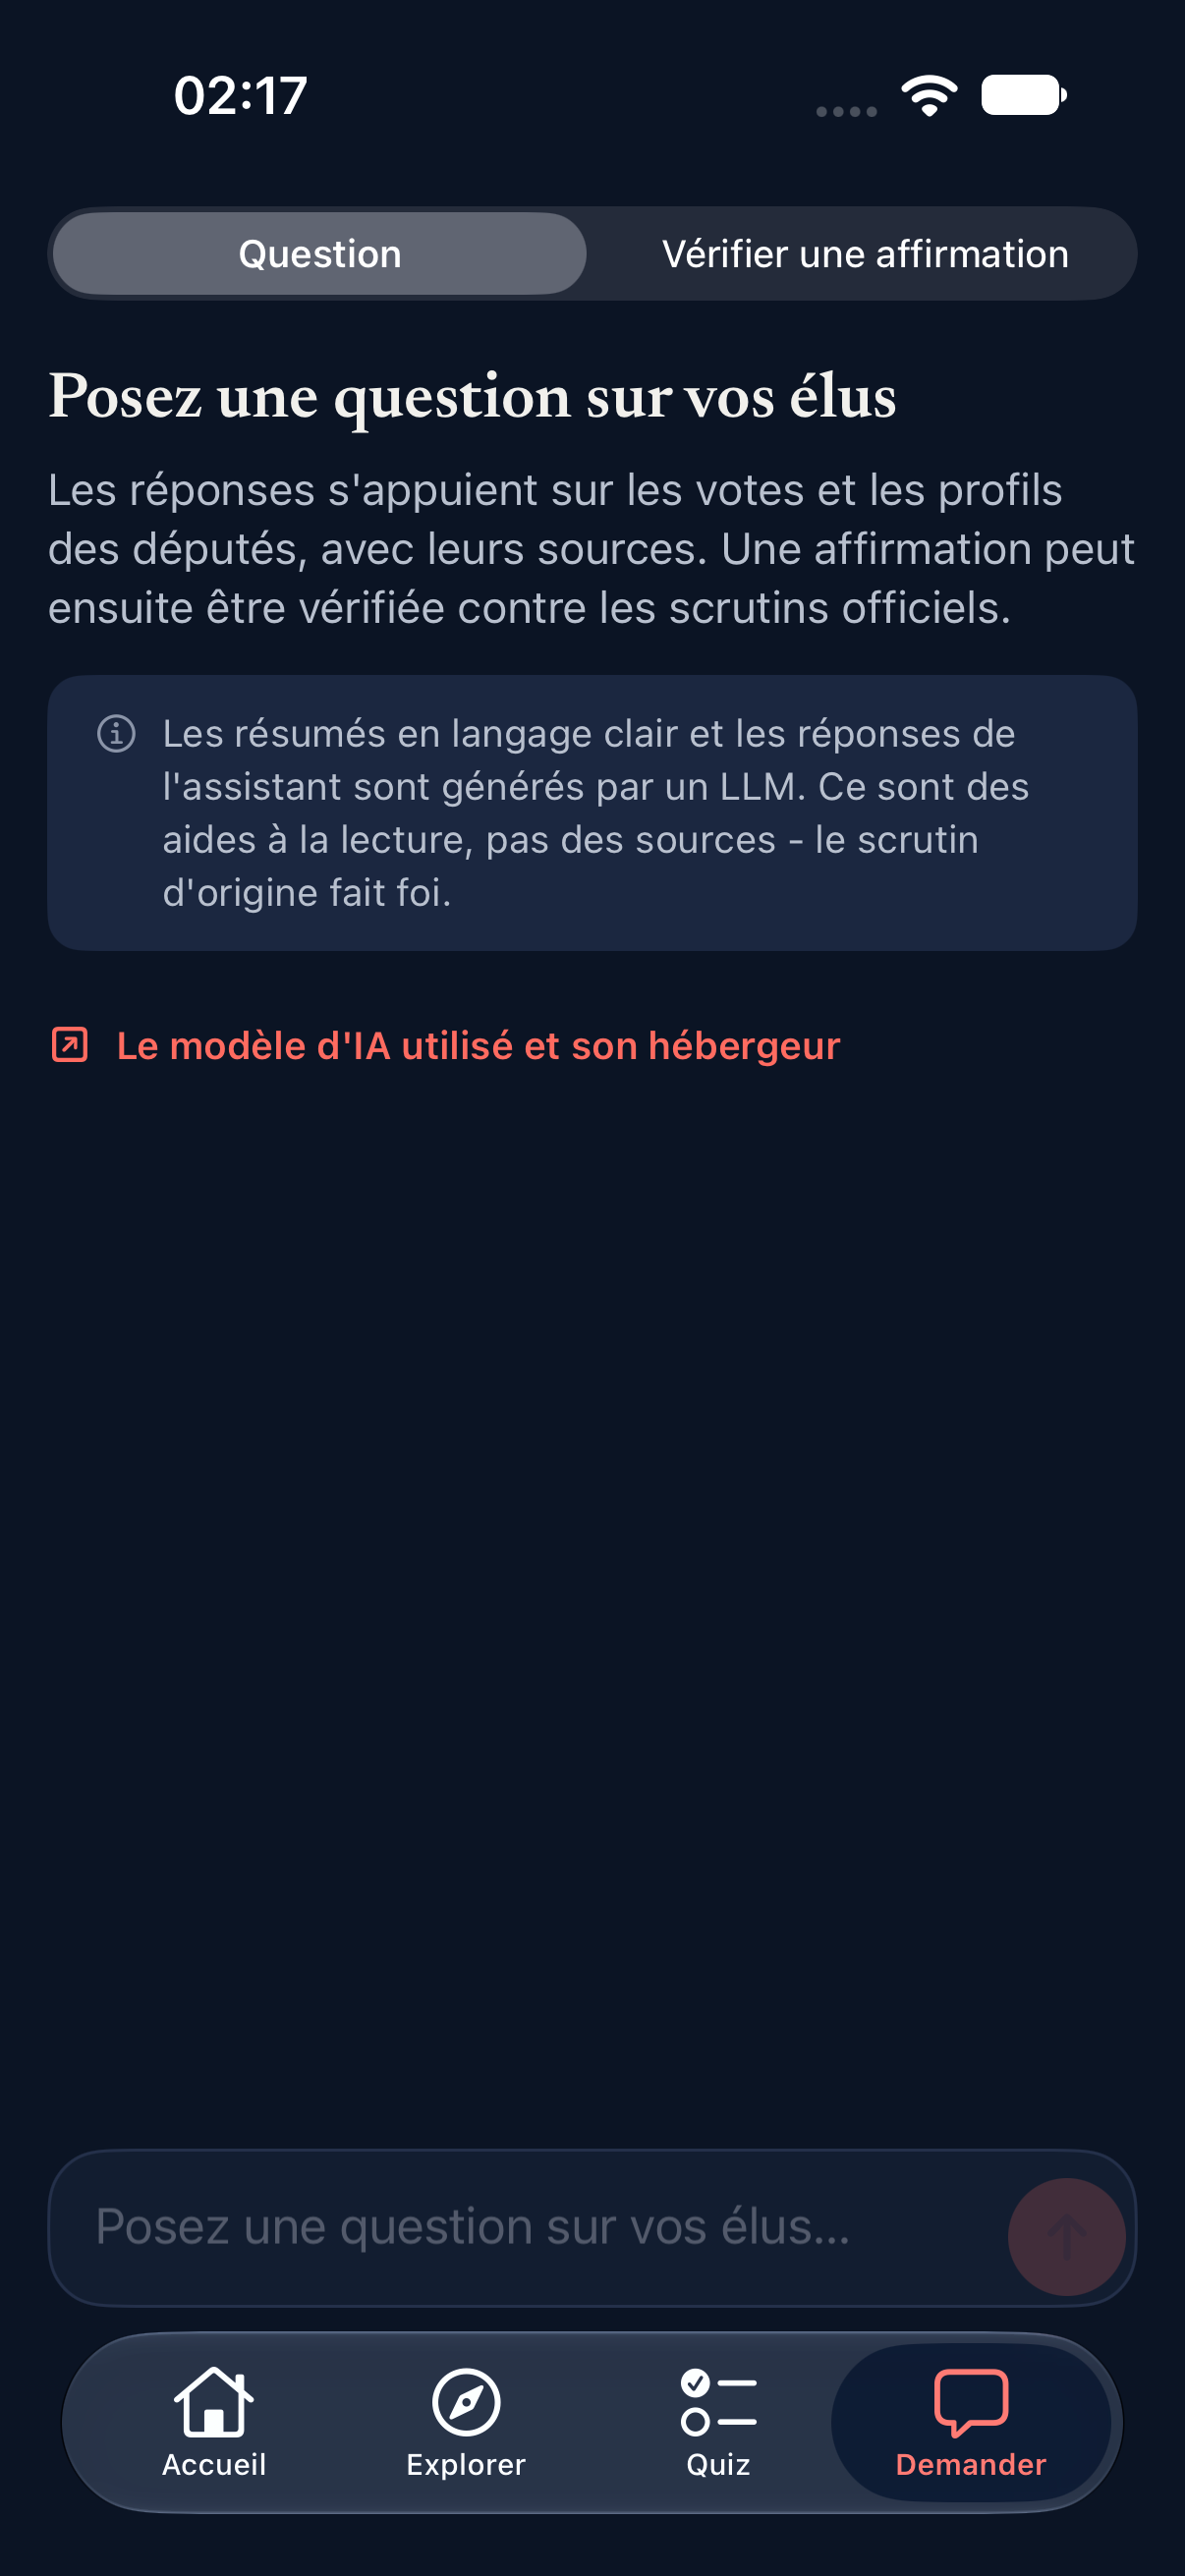 02:17
Question
Vérifier une affirmation
Posez une question sur vos élus
Les réponses s'appuient sur les votes et les profils
des députés, avec leurs sources. Une affirmation peut
ensuite être vérifiée contre les scrutins officiels.
Les résumés en langage clair et les réponses de
l'assistant sont générés par un LLM. Ce sont des
aides à la lecture, pas des sources - le scrutin
d'origine fait foi.
Le modèle d'IA utilisé et son hébergeur
Posez une question sur vos élus...
Accueil
Explorer
Quiz
Demander